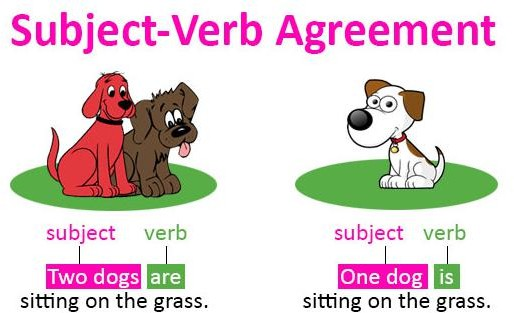 Subject-Verb Agreement
subject verb
Two dogs are
sitting on the grass.
subject verb
One dog is
sitting on the grass.